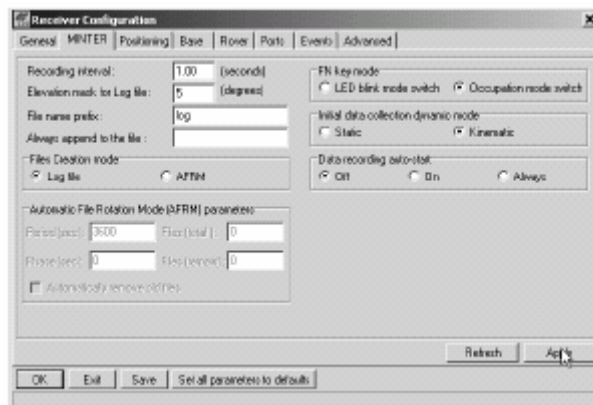 Receiver Configuration
General MINTER Positioning Base Rover Ports Events Advanced
Recording interval: 1.00 (seconds)
Elevation mask for Log file: 5 (degrees)
File name prefix: log
Always append to the file :
Files Creation mode
Log file AFRM
Automatic File Rotation Mode (AFRM) parameters
Period (sec): 3600 Files (total): 0
Phase (sec): 0 Files (remain): 0
Automatically remove old files
FN key mode
LED blink mode switch Occupation mode switch
Initial data collection dynamic mode
Static Kinematic
Data recording auto-start
Off On Always
Refresh Apply
OK Exit Save Set all parameters to defaults